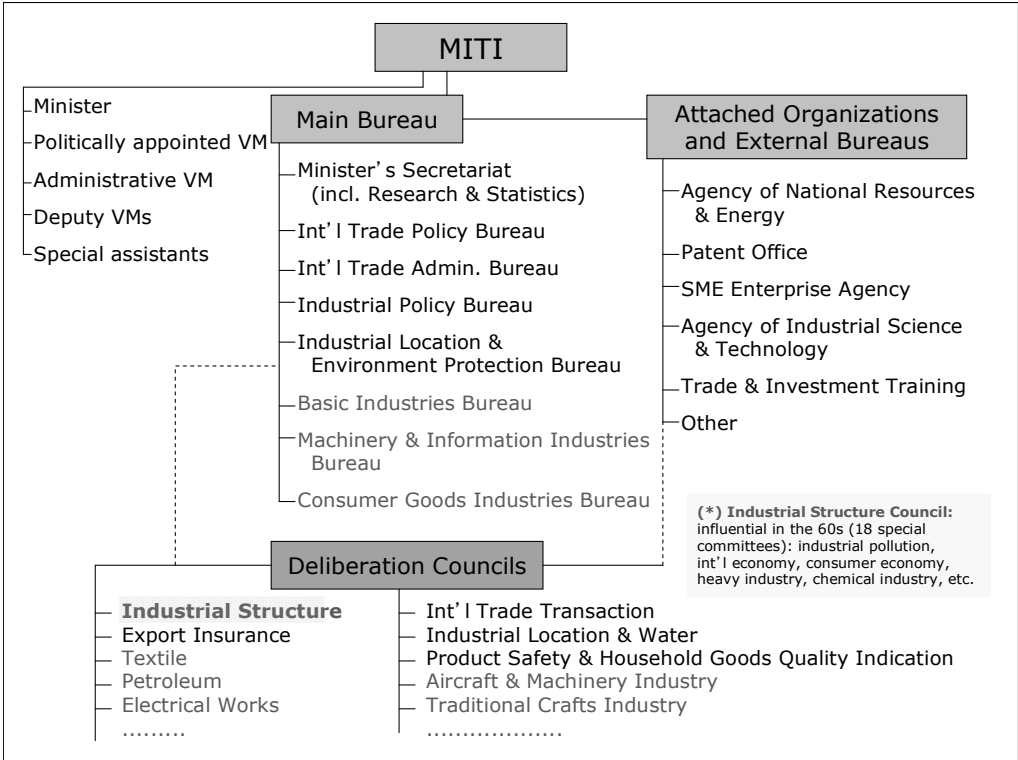 MITI
Minister
Politically appointed VM
Administrative VM
Deputy VMs
Special assistants
Main Bureau
Minister’s Secretariat
(incl. Research & Statistics)
Int’l Trade Policy Bureau
Int’l Trade Admin. Bureau
Industrial Policy Bureau
Industrial Location &
Environment Protection Bureau
Basic Industries Bureau
Machinery & Information Industries
Bureau
Consumer Goods Industries Bureau
Attached Organizations
and External Bureaus
Agency of National Resources
& Energy
Patent Office
SME Enterprise Agency
Agency of Industrial Science
& Technology
Trade & Investment Training
Other
(*) Industrial Structure Council:
influential in the 60s (18 special
committees): industrial pollution,
int’l economy, consumer economy,
heavy industry, chemical industry, etc.
Deliberation Councils
Industrial Structure
Export Insurance
Textile
Petroleum
Electrical Works
.........
Int’l Trade Transaction
Industrial Location & Water
Product Safety & Household Goods Quality Indication
Aircraft & Machinery Industry
Traditional Crafts Industry
...................